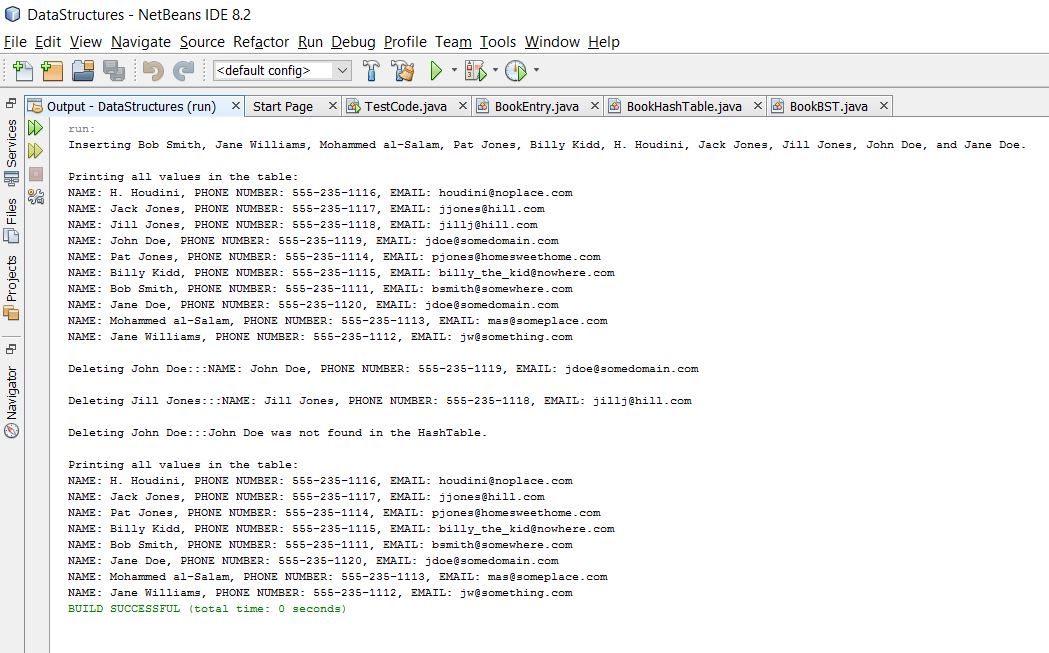 DataStructures - NetBeans IDE 8.2
File Edit View Navigate Source Refactor Run Debug Profile Team Tools Window Help
<default config>
Output - DataStructures (run) Start Page TestCode.java BookEntry.java BookHashTable.java BookBST.java
Services
Files
Projects
Navigator
run:
Inserting Bob Smith, Jane Williams, Mohammed al-Salam, Pat Jones, Billy Kidd, H. Houdini, Jack Jones, Jill Jones, John Doe, and Jane Doe.
Printing all values in the table:
NAME: H. Houdini, PHONE NUMBER: 555-235-1116, EMAIL: houdini@noplace.com
NAME: Jack Jones, PHONE NUMBER: 555-235-1117, EMAIL: jjones@hill.com
NAME: Jill Jones, PHONE NUMBER: 555-235-1118, EMAIL: jillj@hill.com
NAME: John Doe, PHONE NUMBER: 555-235-1119, EMAIL: jdoe@somedomain.com
NAME: Pat Jones, PHONE NUMBER: 555-235-1114, EMAIL: pjones@homesweethome.com
NAME: Billy Kidd, PHONE NUMBER: 555-235-1115, EMAIL: billy_the_kid@nowhere.com
NAME: Bob Smith, PHONE NUMBER: 555-235-1111, EMAIL: bsmith@somewhere.com
NAME: Jane Doe, PHONE NUMBER: 555-235-1120, EMAIL: jdoe@somedomain.com
NAME: Mohammed al-Salam, PHONE NUMBER: 555-235-1113, EMAIL: mas@someplace.com
NAME: Jane Williams, PHONE NUMBER: 555-235-1112, EMAIL: jw@something.com
Deleting John Doe:::NAME: John Doe, PHONE NUMBER: 555-235-1119, EMAIL: jdoe@somedomain.com
Deleting Jill Jones:::NAME: Jill Jones, PHONE NUMBER: 555-235-1118, EMAIL: jillj@hill.com
Deleting John Doe:::John Doe was not found in the HashTable.
Printing all values in the table:
NAME: H. Houdini, PHONE NUMBER: 555-235-1116, EMAIL: houdini@noplace.com
NAME: Jack Jones, PHONE NUMBER: 555-235-1117, EMAIL: jjones@hill.com
NAME: Pat Jones, PHONE NUMBER: 555-235-1114, EMAIL: pjones@homesweethome.com
NAME: Billy Kidd, PHONE NUMBER: 555-235-1115, EMAIL: billy_the_kid@nowhere.com
NAME: Bob Smith, PHONE NUMBER: 555-235-1111, EMAIL: bsmith@somewhere.com
NAME: Jane Doe, PHONE NUMBER: 555-235-1120, EMAIL: jdoe@somedomain.com
NAME: Mohammed al-Salam, PHONE NUMBER: 555-235-1113, EMAIL: mas@someplace.com
NAME: Jane Williams, PHONE NUMBER: 555-235-1112, EMAIL: jw@something.com
BUILD SUCCESSFUL (total time: 0 seconds)